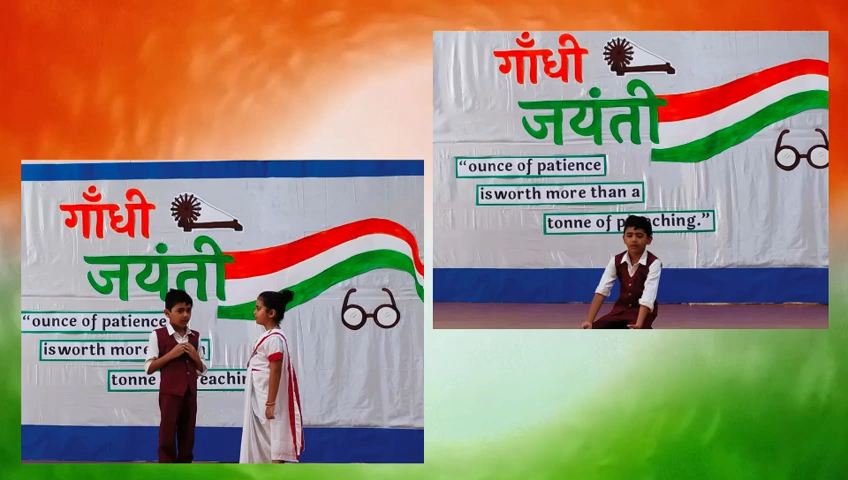 गाँधी
जयंती
“ounce of patience
isworth more
tonne
गाँधी
जयंती
“ounce of patience
isworth more than a
tonne of preaching.”